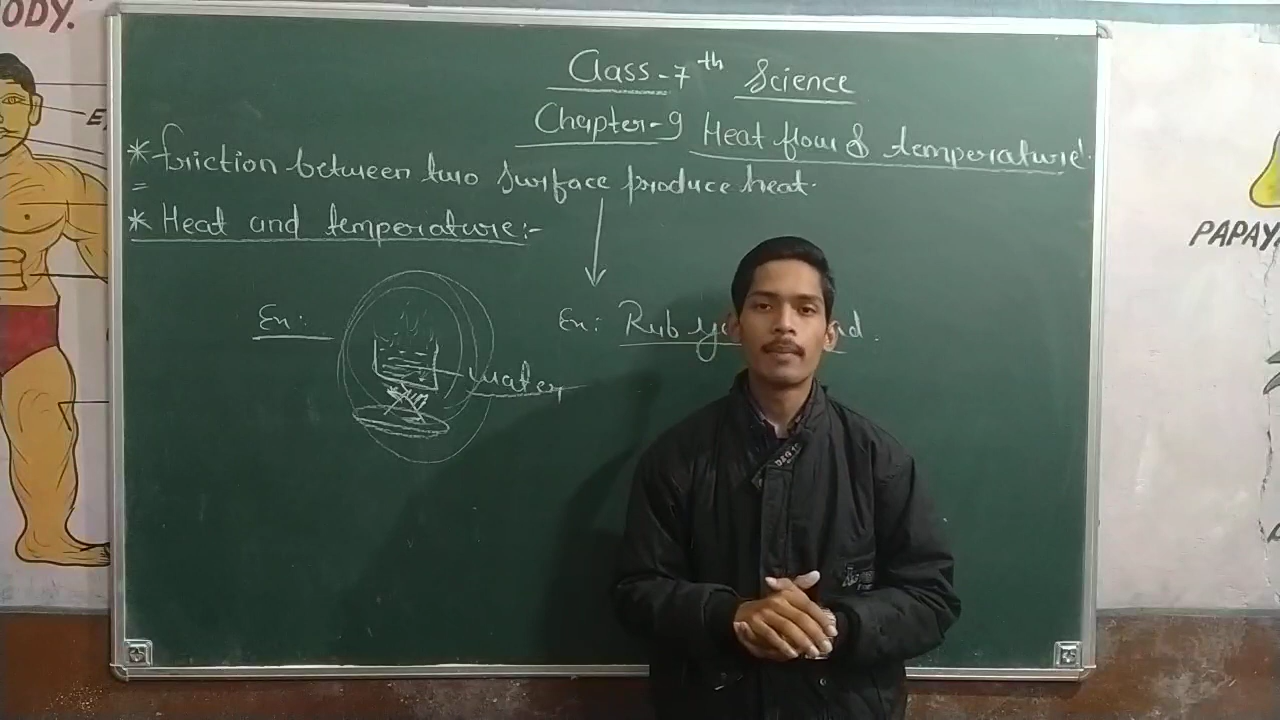 ODY.
Class-7th Science
Chapter-9 Heat flow & temperature.
* friction between two surface produce heat.
* Heat and temperature:-
Ex:
water
Ex: Rub
PAPAYA